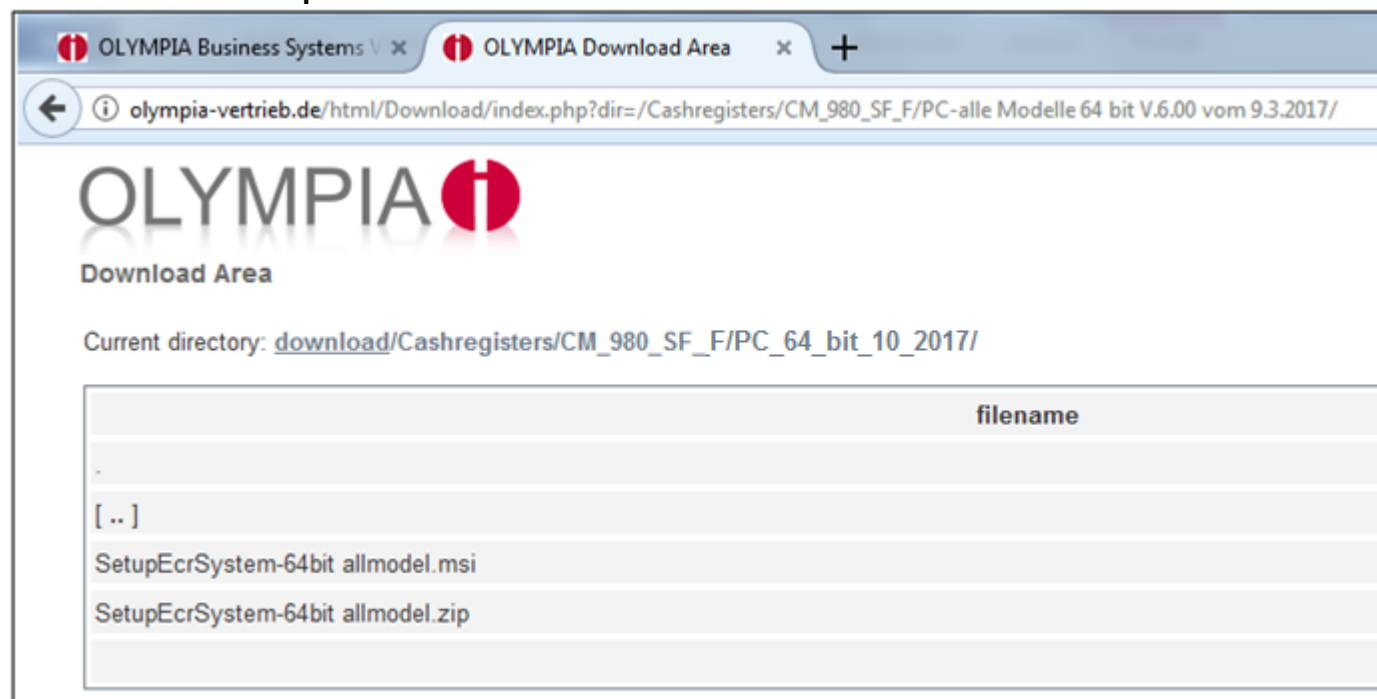 OLYMPIA Business Systems V
OLYMPIA Download Area
olympia-vertrieb.de/html/Download/index.php?dir=/Cashregisters/CM_980_SF_F/PC-alle Modelle 64 bit V.6.00 vom 9.3.2017/
OLYMPIA
Download Area
Current directory: download/Cashregisters/CM_980_SF_F/PC_64_bit_10_2017/
filename
.
[ .. ]
SetupEcrSystem-64bit allmodel.msi
SetupEcrSystem-64bit allmodel.zip